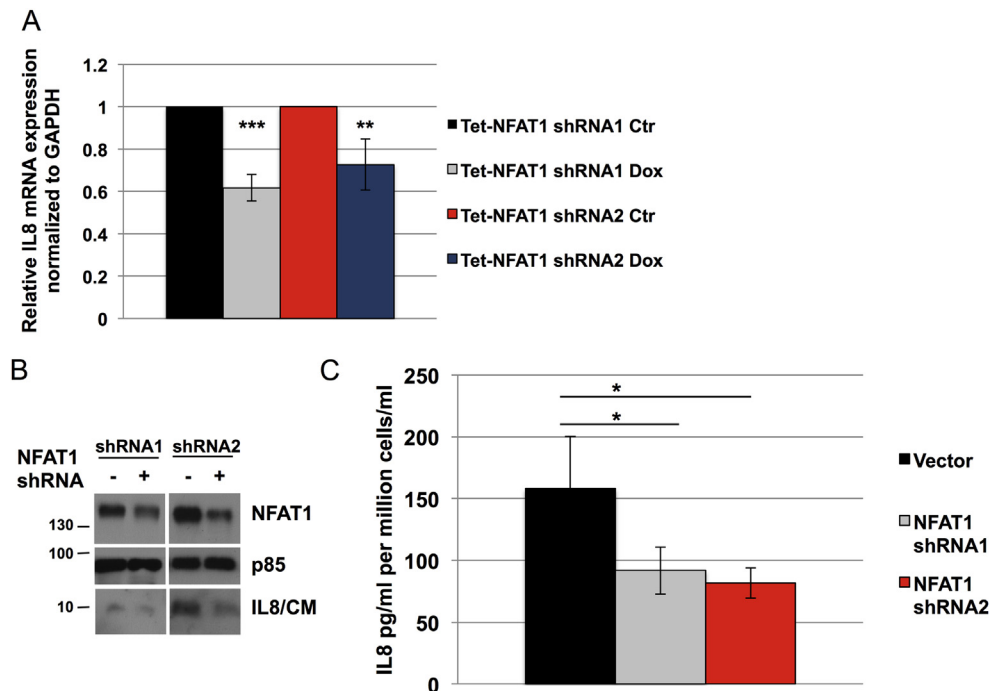 A
Relative IL8 mRNA expression
normalized to GAPDH
1.2
1
0.8
0.6
0.4
0.2
0
***
**
Tet-NFAT1 shRNA1 Ctr
Tet-NFAT1 shRNA1 Dox
Tet-NFAT1 shRNA2 Ctr
Tet-NFAT1 shRNA2 Dox
B
shRNA1 shRNA2
NFAT1
shRNA - + - +
130
NFAT1
100
p85
10
IL8/CM
C
IL8 pg/ml per million cells/ml
250
200
150
100
50
0
*
*
Vector
NFAT1
shRNA1
NFAT1
shRNA2